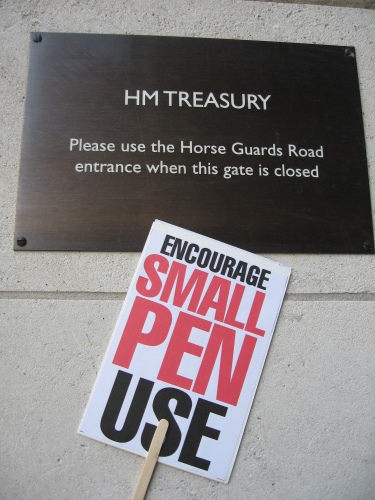 HM TREASURY
Please use the Horse Guards Road
entrance when this gate is closed
ENCOURAGE
SMALL
PEN
USE